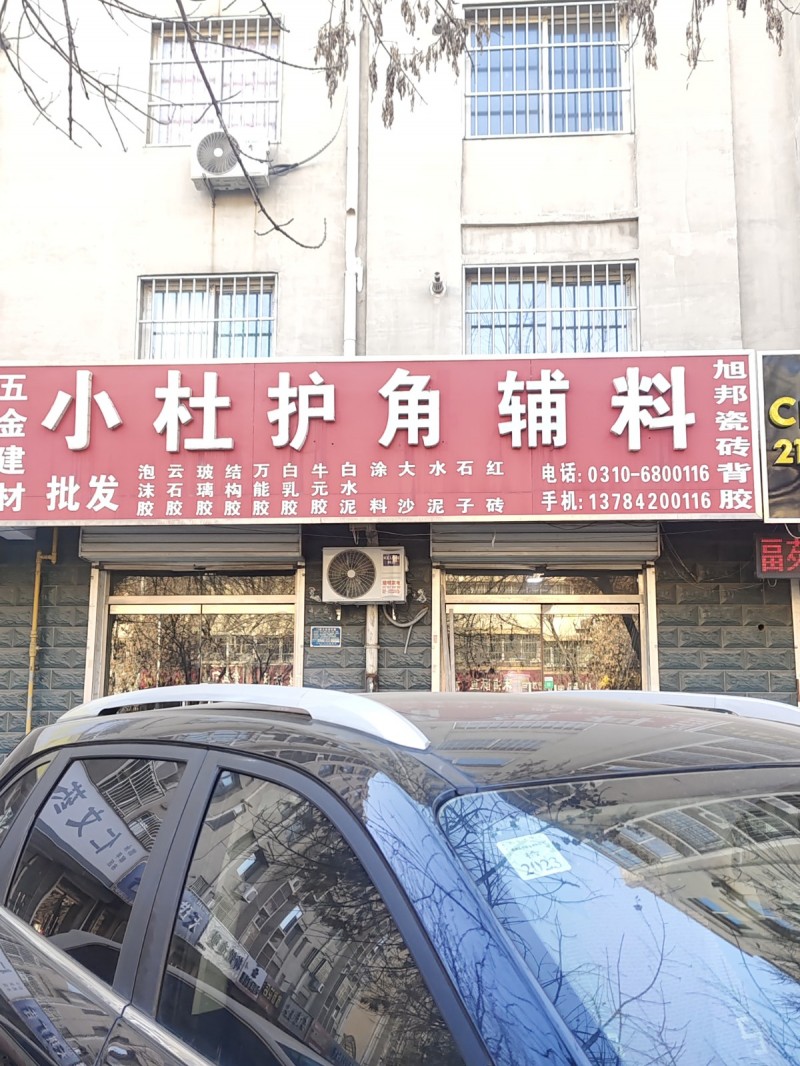 五金建材
小杜护角辅料
旭邦瓷砖背胶
批发
泡沫胶 云石胶 玻璃胶 结构胶 万能胶 白乳胶 牛元胶 白水泥 涂料 大沙 水泥 石子 红砖
电话：0310-6800116
手机：13784200116
C
21
福
2023